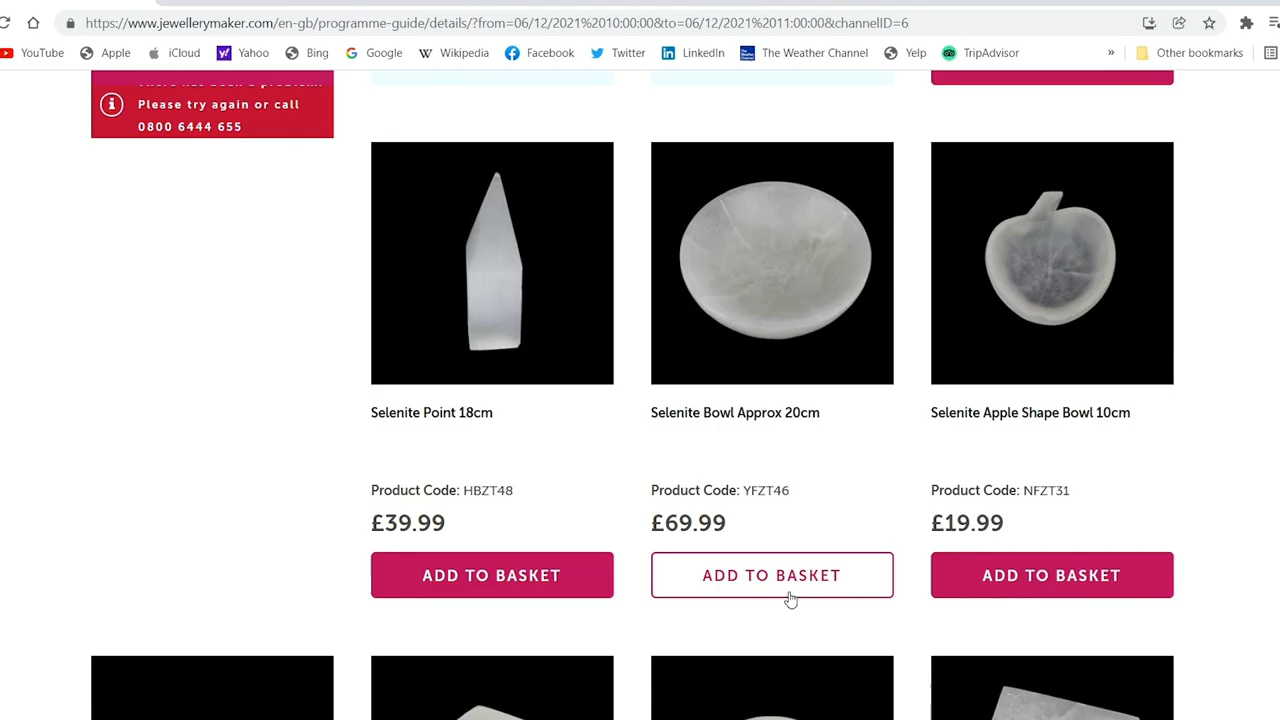 https://www.jewellerymaker.com/en-gb/programme-guide/details/?from=06/12/2021%2010:00:00&to=06/12/2021%2011:00:00&channelID=6
YouTube Apple iCloud Yahoo Bing Google Wikipedia Facebook Twitter LinkedIn The Weather Channel Yelp TripAdvisor » Other bookmarks
There has been a problem.
Please try again or call
0800 6444 655
Selenite Point 18cm
Selenite Bowl Approx 20cm
Selenite Apple Shape Bowl 10cm
Product Code: HBZT48
Product Code: YFZT46
Product Code: NFZT31
£39.99
£69.99
£19.99
ADD TO BASKET
ADD TO BASKET
ADD TO BASKET